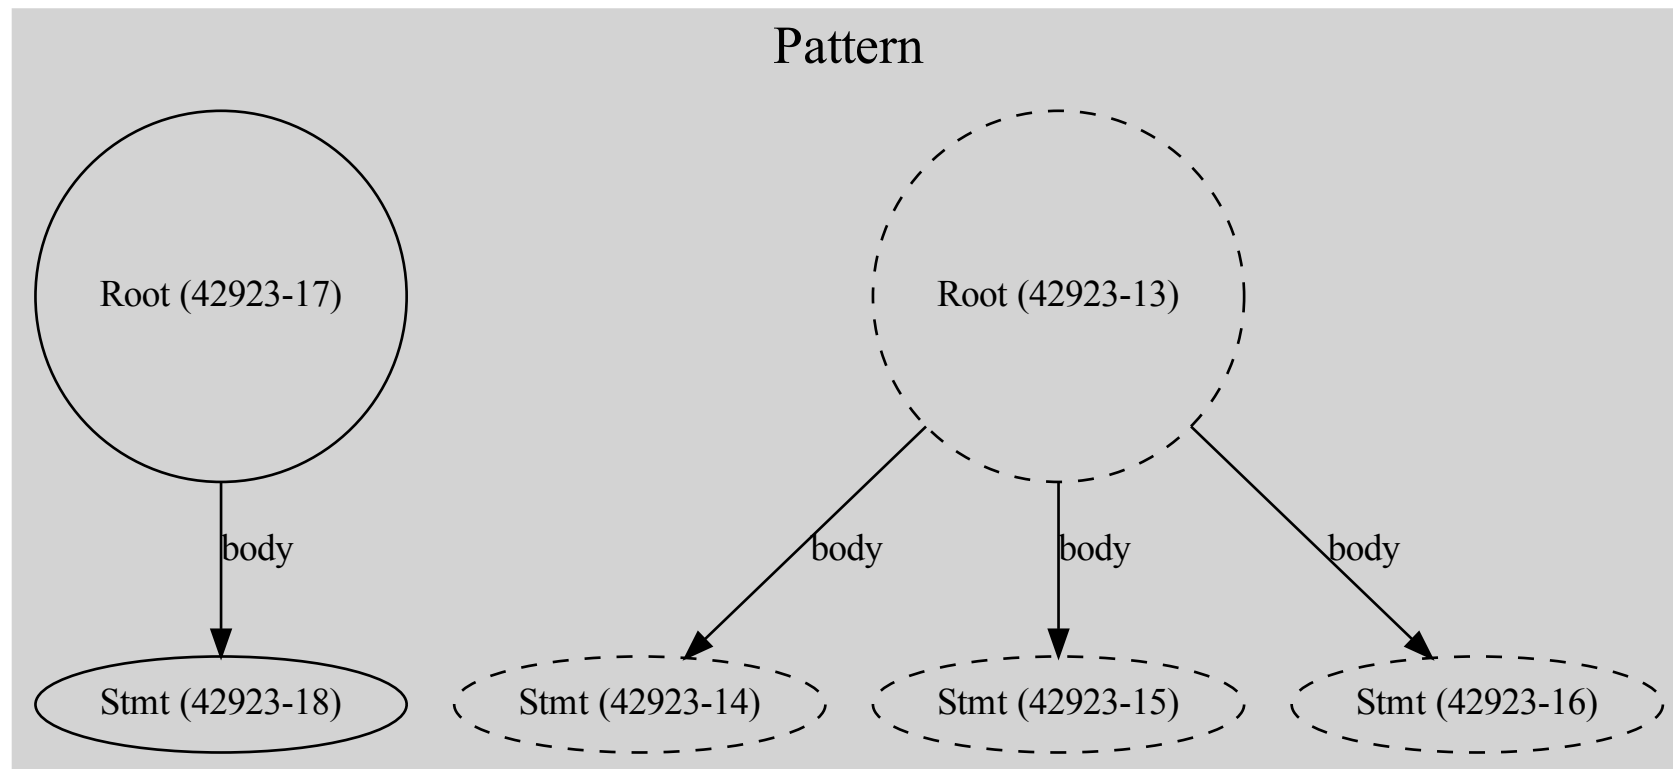 Pattern
Root (42923-17)
Root (42923-13)
body
body
body
body
Stmt (42923-18)
Stmt (42923-14)
Stmt (42923-15)
Stmt (42923-16)